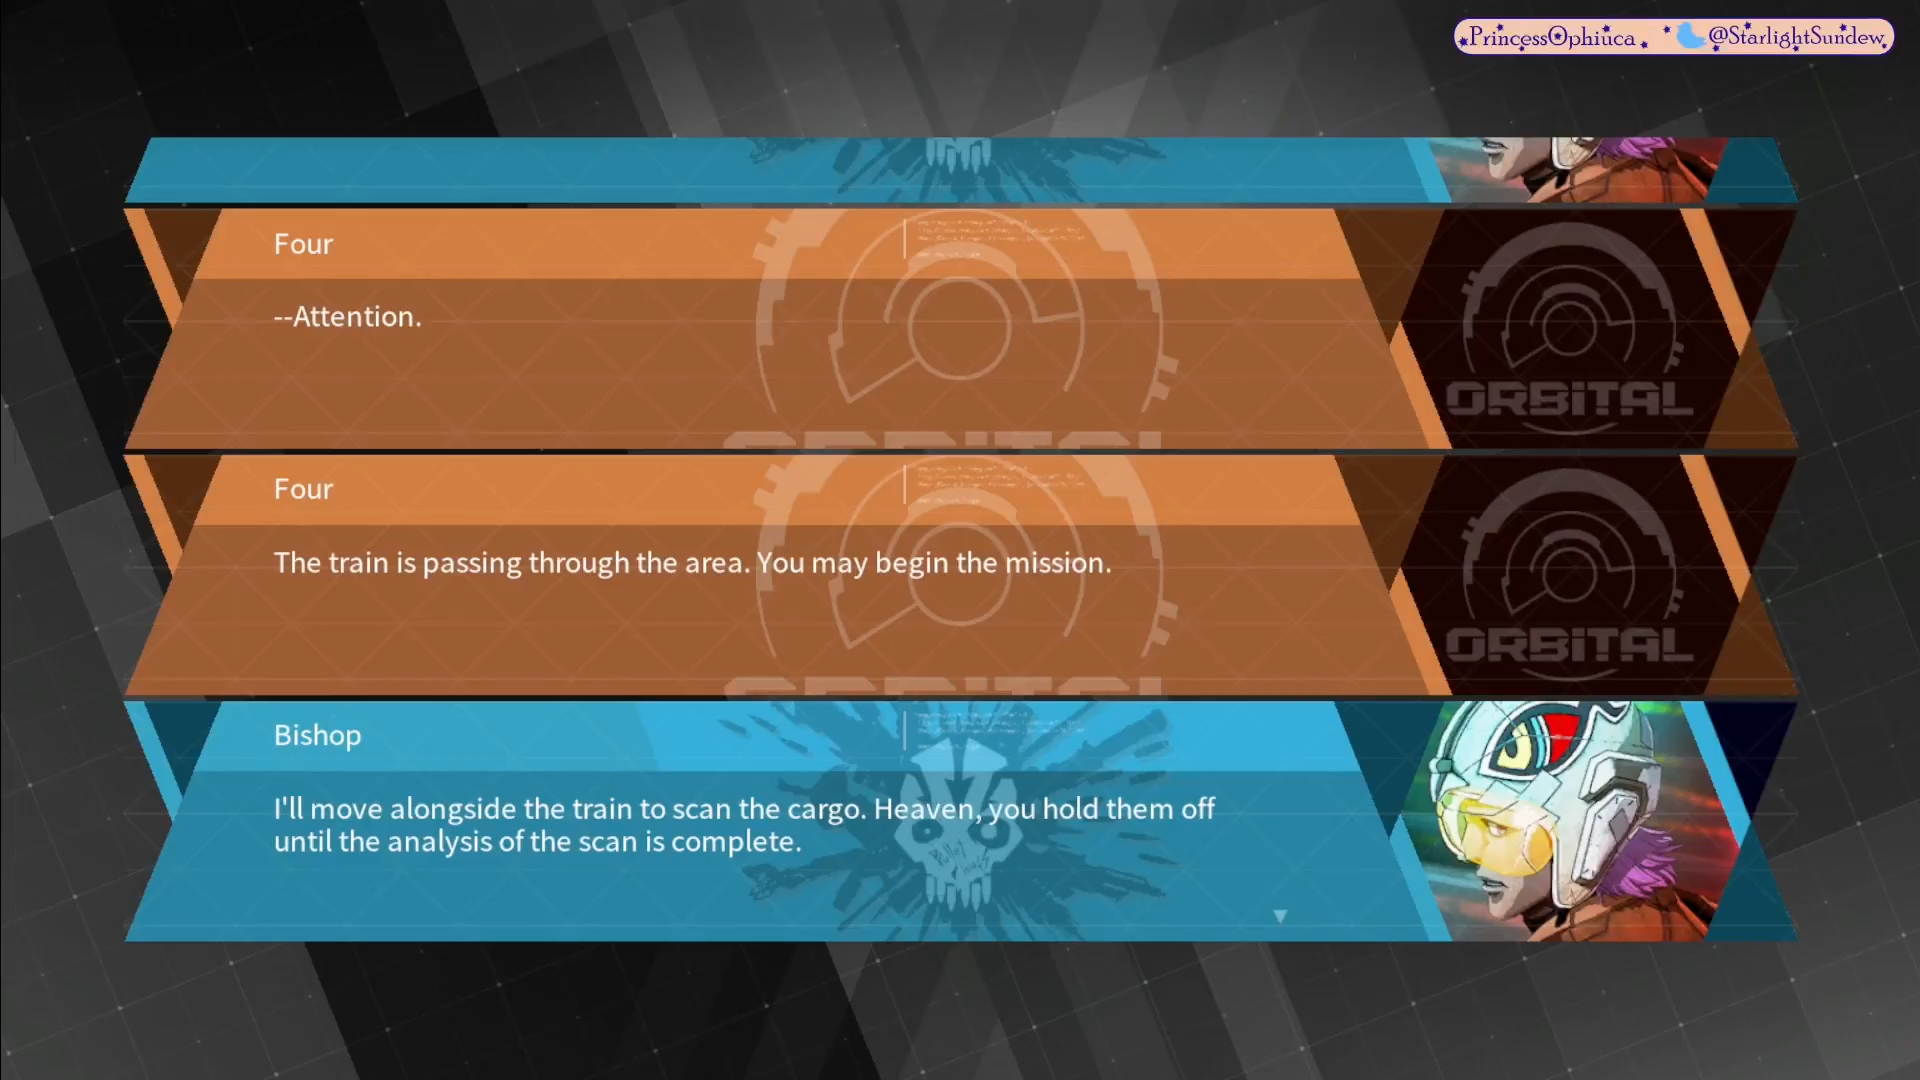 PrincessOphiuca @StarlightSundew
Four
--Attention.
ORBITAL
Four
The train is passing through the area. You may begin the mission.
ORBITAL
Bishop
I'll move alongside the train to scan the cargo. Heaven, you hold them off
until the analysis of the scan is complete.